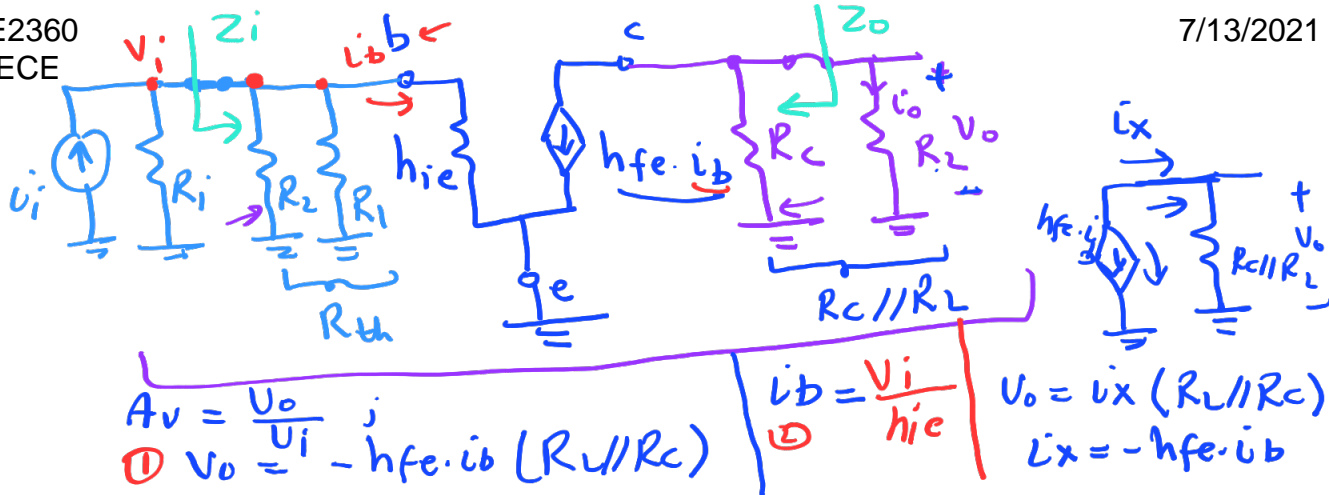 E2360
ECE
7/13/2021
Vi
Zi
ib
b
c
Zo
ii
Ri
R2
R1
hie
hfe.ib
Rc
io
RL
+
Vo
-
e
Rth
Rc//RL
ix
hfe.ib
Rc//RL
+
Vo
-
Av = Vo/Vi ;
① Vo = - hfe.ib (RL//Rc)
ib = Vi/hie
②
Vo = ix (RL//Rc)
ix = - hfe.ib